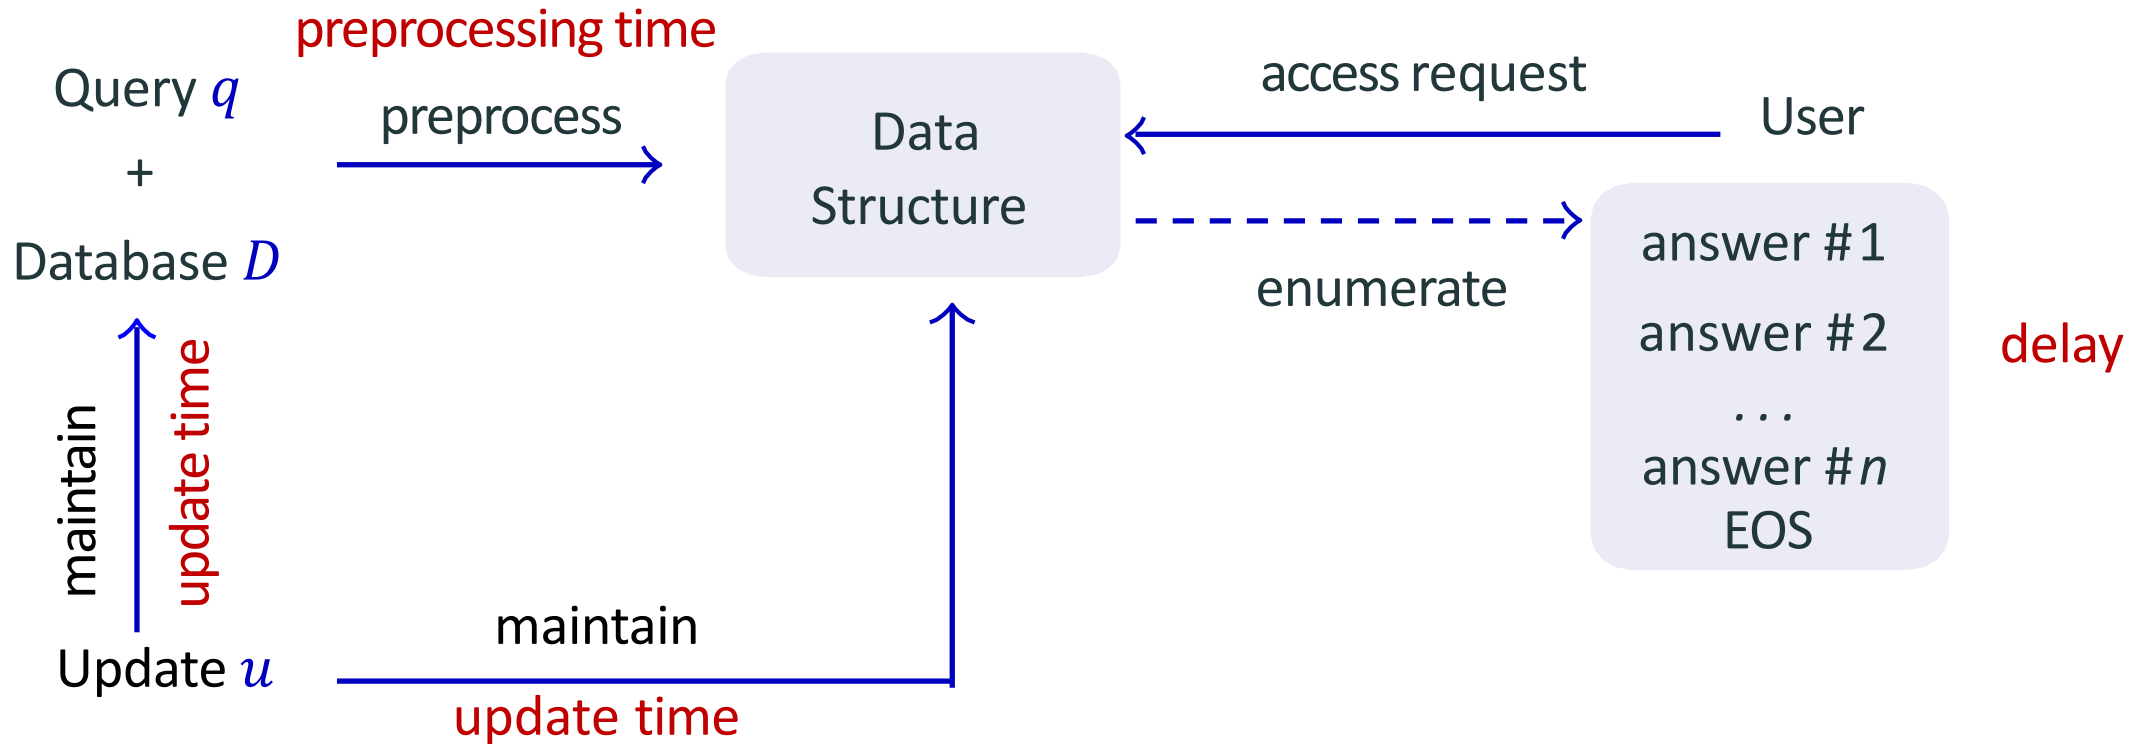 preprocessing time
Query q
+
Database D
preprocess
Data
Structure
access request
User
enumerate
answer #1
answer #2
...
answer #n
EOS
delay
maintain
update time
Update u
maintain
update time